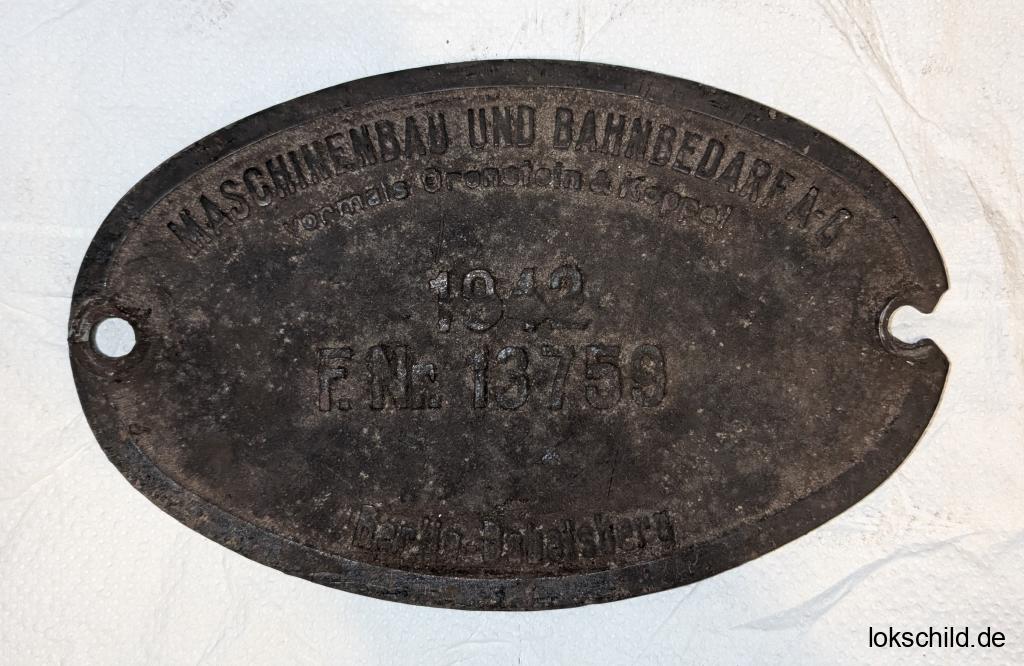 MASCHINENBAU UND BAHNBEDARF A-G
vormals Orenstein & Koppel
1942
F. Nr. 13759
Berlin-Babelsberg
lokschild.de